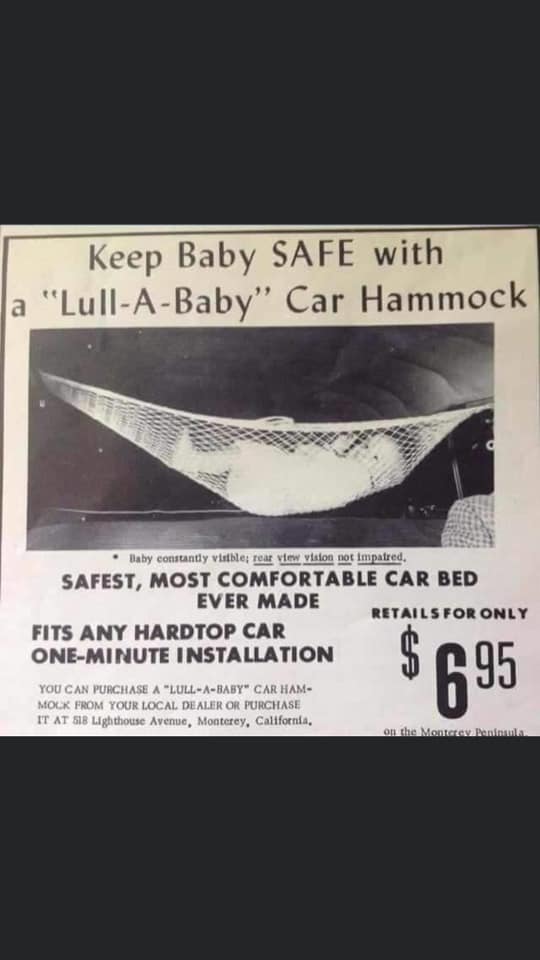 Keep Baby SAFE with
a "Lull-A-Baby" Car Hammock
* Baby constantly visible; rear view vision not impaired.
SAFEST, MOST COMFORTABLE CAR BED
EVER MADE
RETAILS FOR ONLY
$6.95
FITS ANY HARDTOP CAR
ONE-MINUTE INSTALLATION
YOU CAN PURCHASE A "LULL-A-BABY" CAR HAM-
MOCK FROM YOUR LOCAL DEALER OR PURCHASE
IT AT 518 Lighthouse Avenue, Monterey, California,
on the Monterey Peninsula.